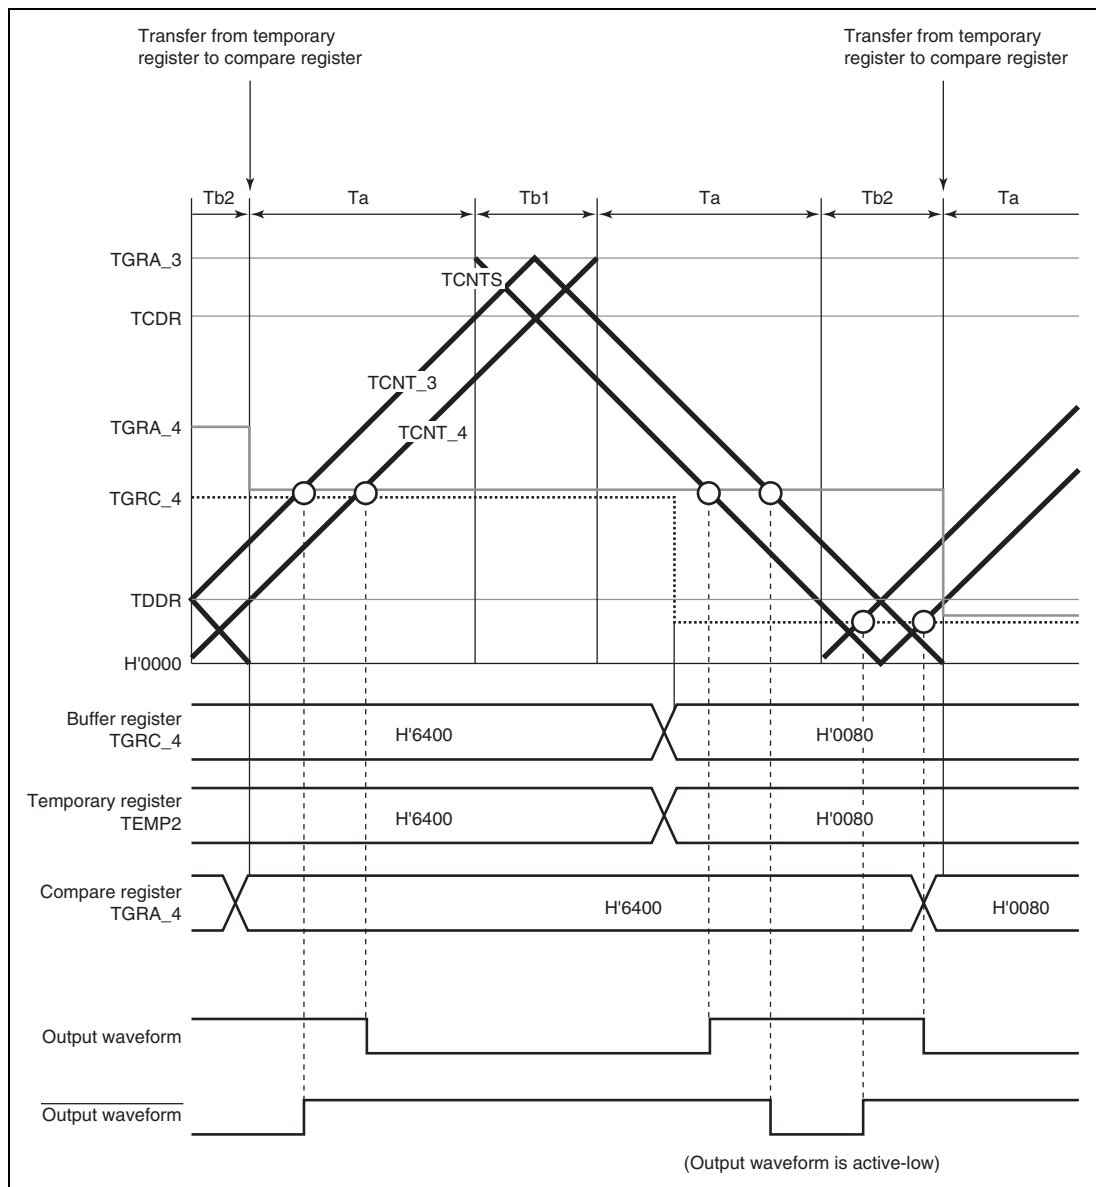 Transfer from temporary
register to compare register
Transfer from temporary
register to compare register
Tb2
Ta
Tb1
Ta
Tb2
Ta
TGRA_3
TCNTS
TCDR
TCNT_3
TGRA_4
TCNT_4
TGRC_4
TDDR
H'0000
Buffer register
TGRC_4
H'6400
H'0080
Temporary register
TEMP2
H'6400
H'0080
Compare register
TGRA_4
H'6400
H'0080
Output waveform
Output waveform
(Output waveform is active-low)